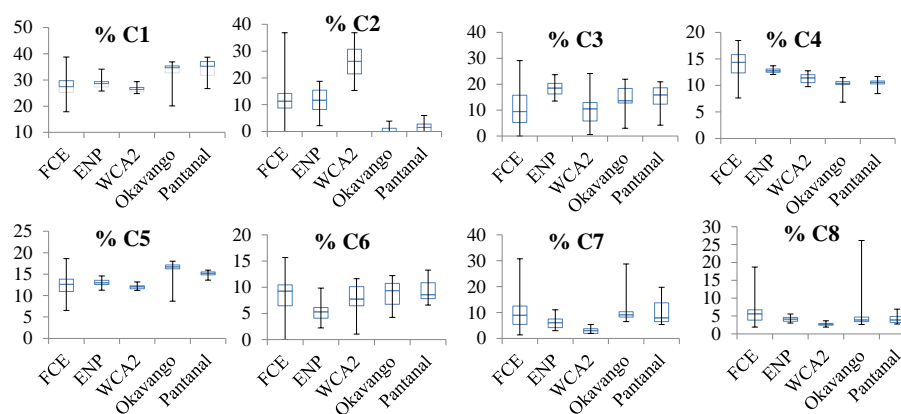 % C1
50
40
30
20
10
FCE
ENP
WCA2
Okavango
Pantanal
% C2
40
30
20
10
0
FCE
ENP
WCA2
Okavango
Pantanal
% C3
40
30
20
10
0
FCE
ENP
WCA2
Okavango
Pantanal
% C4
20
15
10
5
0
FCE
ENP
WCA2
Okavango
Pantanal
% C5
25
20
15
10
5
0
FCE
ENP
WCA2
Okavango
Pantanal
% C6
20
15
10
5
0
FCE
ENP
WCA2
Okavango
Pantanal
% C7
40
30
20
10
0
FCE
ENP
WCA2
Okavango
Pantanal
% C8
30
25
20
15
10
5
0
FCE
ENP
WCA2
Okavango
Pantanal